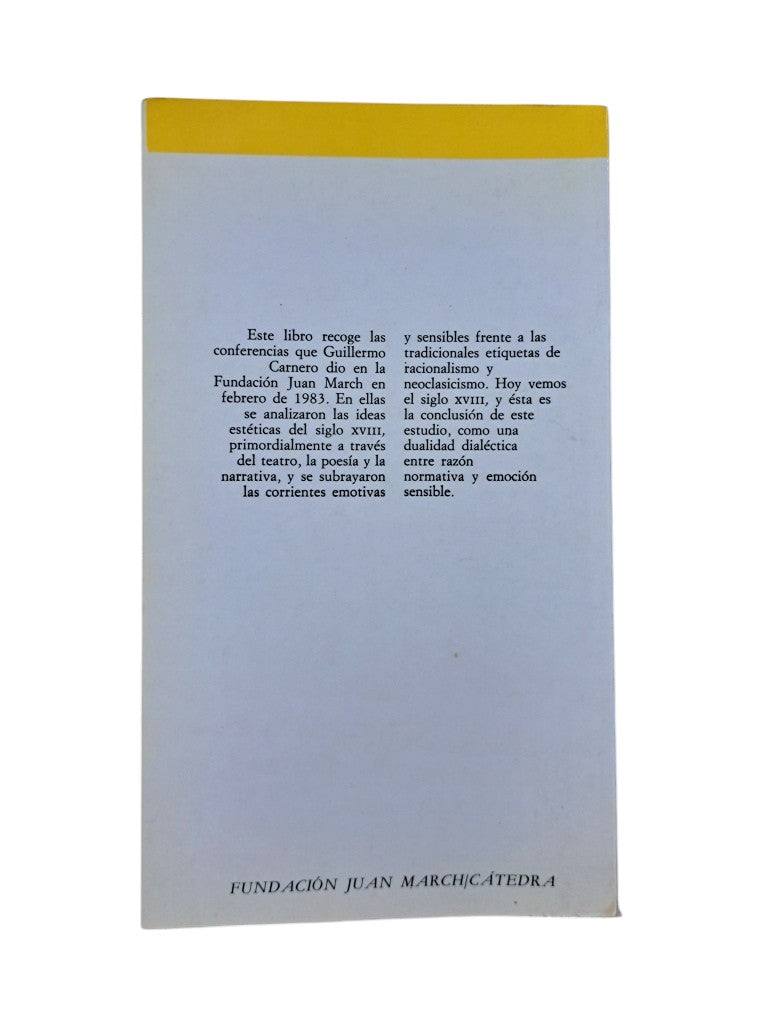 Este libro recoge las
conferencias que Guillermo
Carnero dio en la
Fundación Juan March en
febrero de 1983. En ellas
se analizaron las ideas
estéticas del siglo XVIII,
primordialmente a través
del teatro, la poesía y la
narrativa, y se subrayaron
las corrientes emotivas
y sensibles frente a las
tradicionales etiquetas de
racionalismo y
neoclasicismo. Hoy vemos
el siglo XVIII, y ésta es
la conclusión de este
estudio, como una
dualidad dialéctica
entre razón
normativa y emoción
sensible.
FUNDACIÓN JUAN MARCH/CÁTEDRA